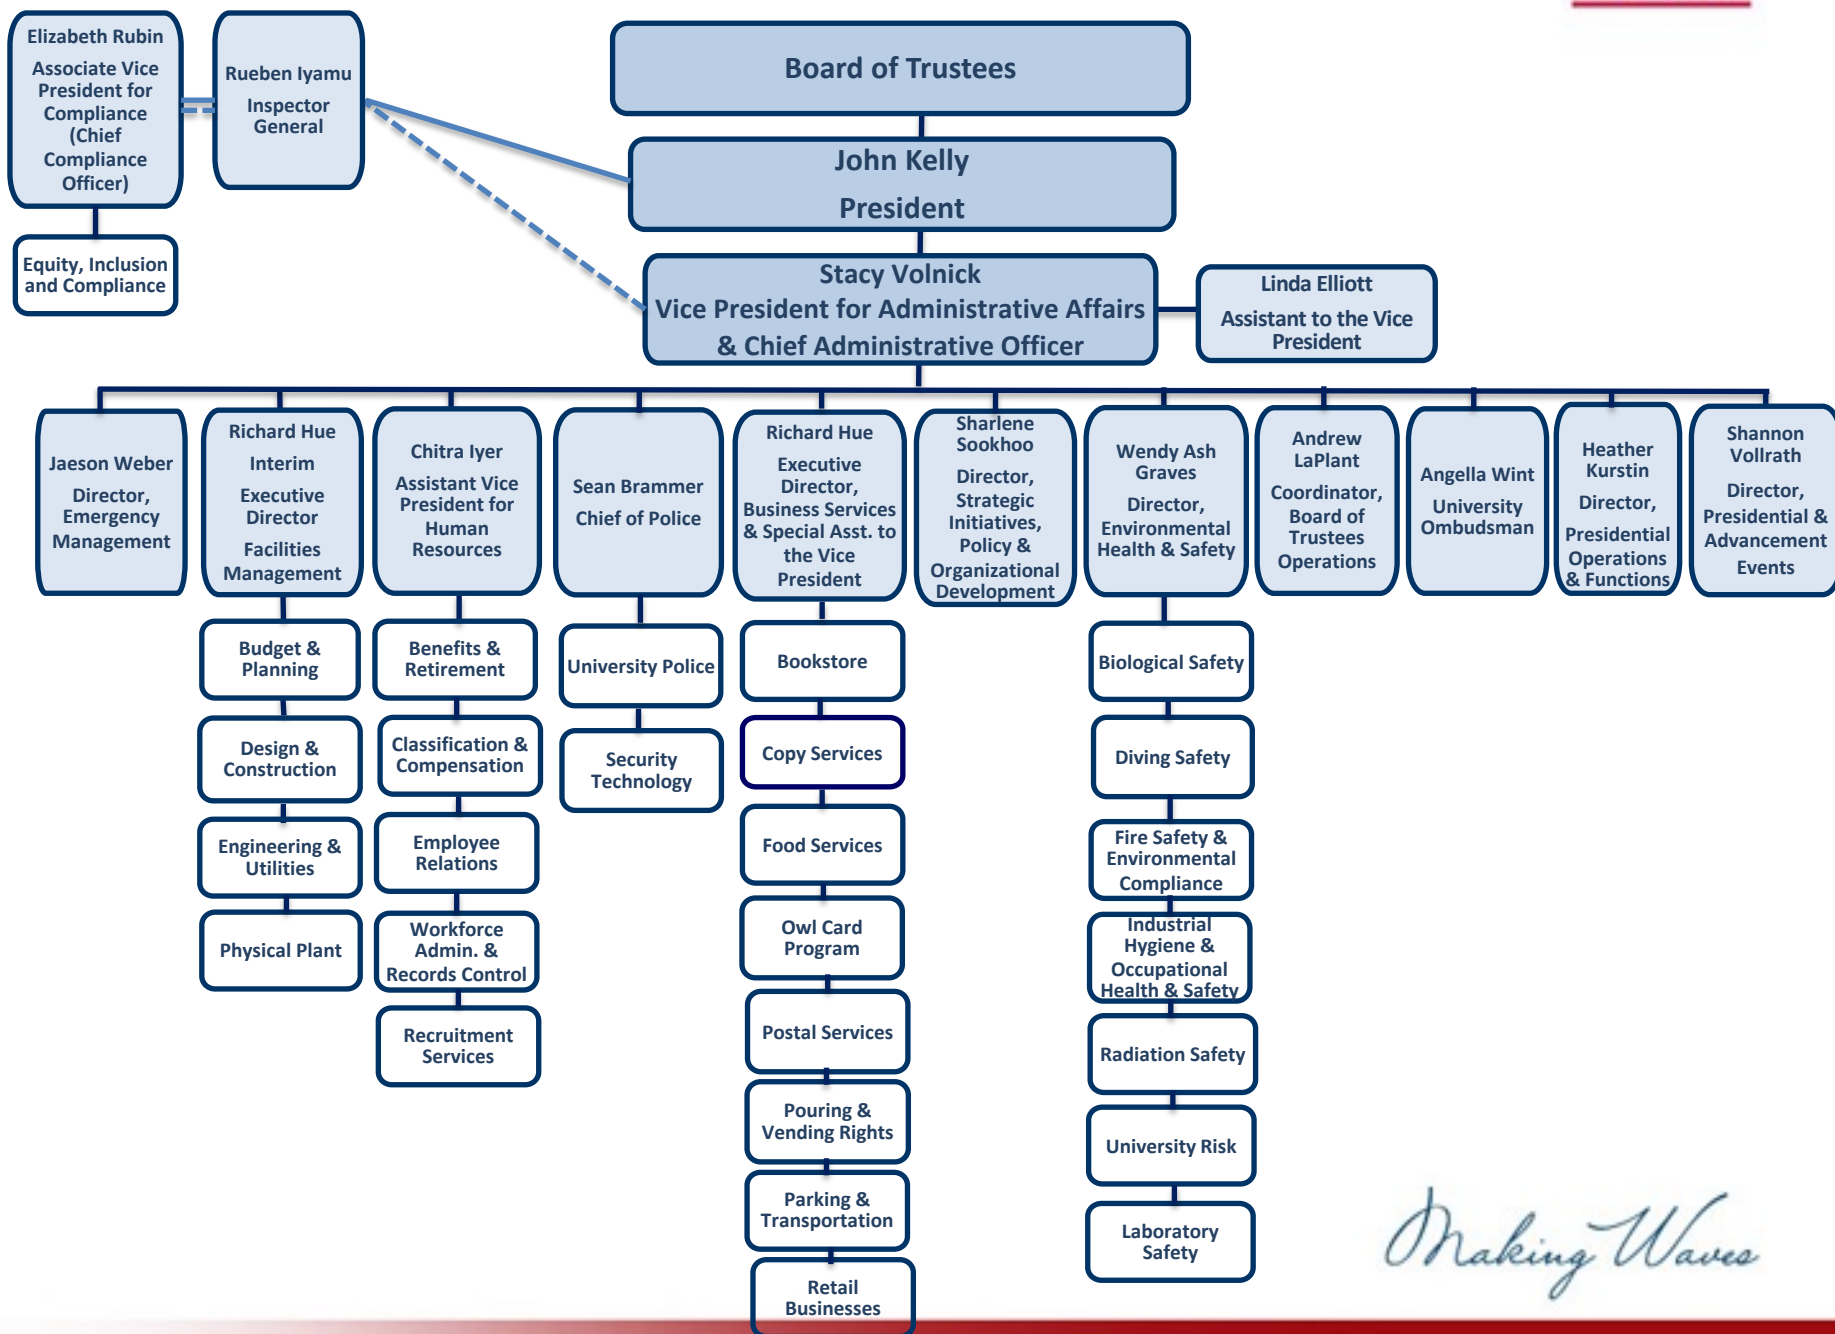 Elizabeth Rubin
Associate Vice
President for
Compliance
(Chief
Compliance
Officer)
Rueben Iyamu
Inspector
General
Equity, Inclusion
and Compliance
Board of Trustees
John Kelly
President
Stacy Volnick
Vice President for Administrative Affairs
& Chief Administrative Officer
Linda Elliott
Assistant to the Vice
President
Jaeson Weber
Director,
Emergency
Management
Richard Hue
Interim
Executive
Director
Facilities
Management
Budget &
Planning
Design &
Construction
Engineering &
Utilities
Physical Plant
Chitra Iyer
Assistant Vice
President for
Human
Resources
Benefits &
Retirement
Classification &
Compensation
Employee
Relations
Workforce
Admin. &
Records Control
Recruitment
Services
Sean Brammer
Chief of Police
University Police
Security
Technology
Richard Hue
Executive
Director,
Business Services
& Special Asst. to
the Vice
President
Bookstore
Copy Services
Food Services
Owl Card
Program
Postal Services
Pouring &
Vending Rights
Parking &
Transportation
Retail
Businesses
Sharlene
Sookhoo
Director,
Strategic
Initiatives,
Policy &
Organizational
Development
Wendy Ash
Graves
Director,
Environmental
Health & Safety
Biological Safety
Diving Safety
Fire Safety &
Environmental
Compliance
Industrial
Hygiene &
Occupational
Health & Safety
Radiation Safety
University Risk
Laboratory
Safety
Andrew
LaPlant
Coordinator,
Board of
Trustees
Operations
Angella Wint
University
Ombudsman
Heather
Kurstin
Director,
Presidential
Operations
& Functions
Shannon
Vollrath
Director,
Presidential &
Advancement
Events
Making Waves